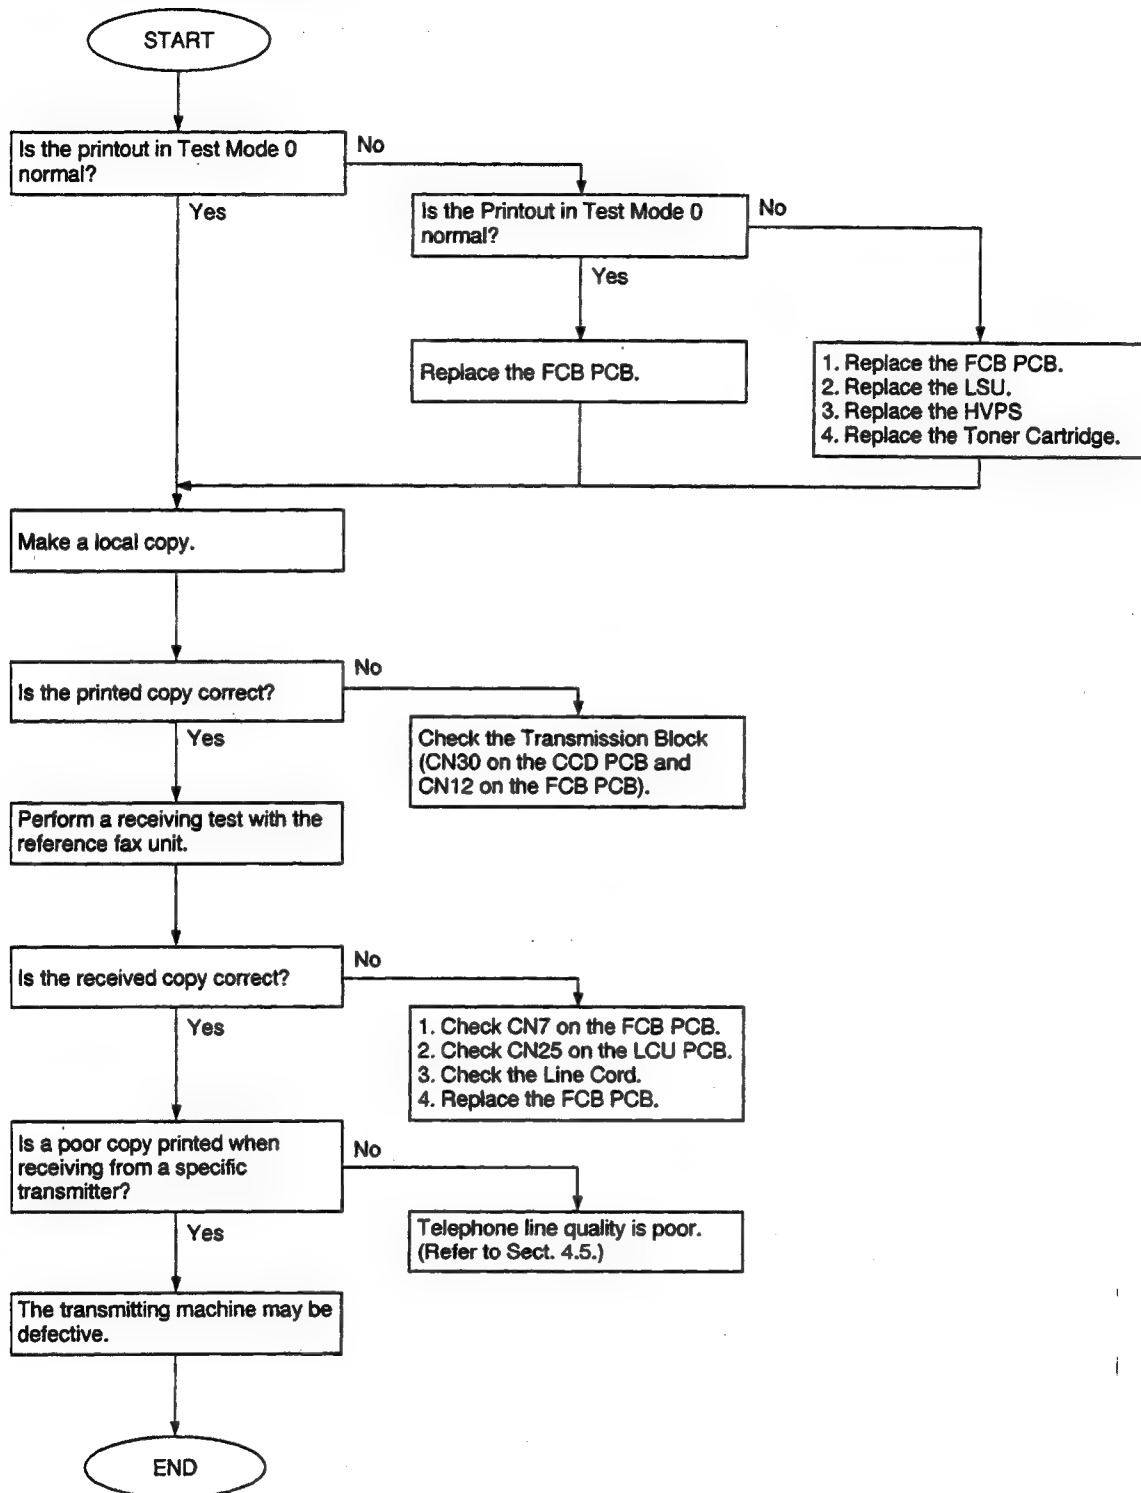 START
Is the printout in Test Mode 0
normal?
No
Yes
Is the Printout in Test Mode 0
normal?
No
Yes
Replace the FCB PCB.
1. Replace the FCB PCB.
2. Replace the LSU.
3. Replace the HVPS
4. Replace the Toner Cartridge.
Make a local copy.
Is the printed copy correct?
No
Yes
Check the Transmission Block
(CN30 on the CCD PCB and
CN12 on the FCB PCB).
Perform a receiving test with the
reference fax unit.
Is the received copy correct?
No
Yes
1. Check CN7 on the FCB PCB.
2. Check CN25 on the LCU PCB.
3. Check the Line Cord.
4. Replace the FCB PCB.
Is a poor copy printed when
receiving from a specific
transmitter?
No
Yes
Telephone line quality is poor.
(Refer to Sect. 4.5.)
The transmitting machine may be
defective.
END